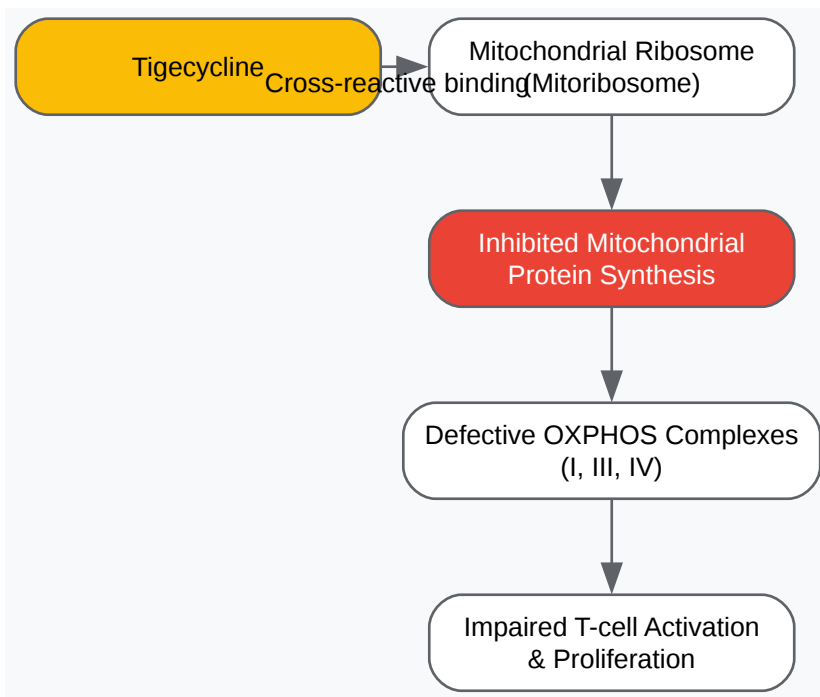 Tigecycline
Cross-reactive binding
Mitochondrial Ribosome
(Mitoribosome)
Inhibited Mitochondrial
Protein Synthesis
Defective OXPHOS Complexes
(I, III, IV)
Impaired T-cell Activation
& Proliferation